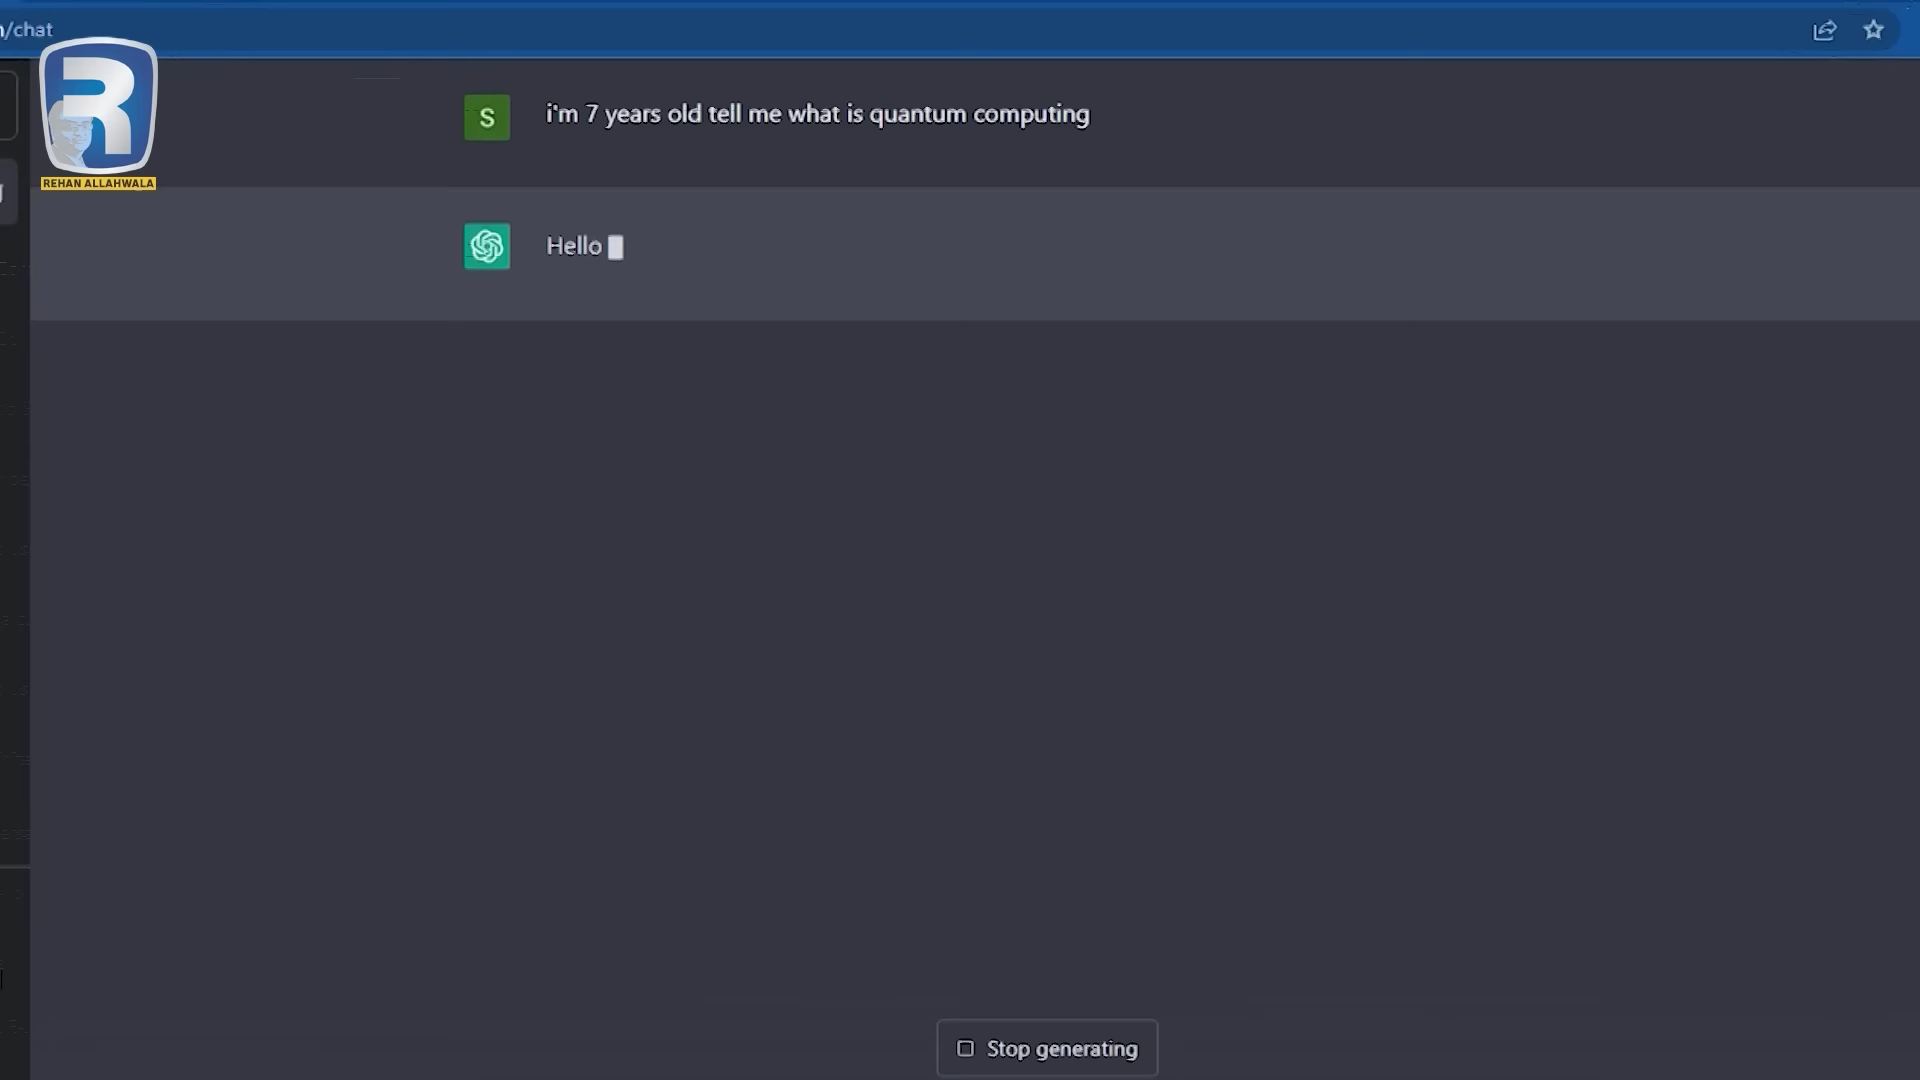 /chat
R
REHAN ALLAHWALA
S
i'm 7 years old tell me what is quantum computing
Hello
Stop generating